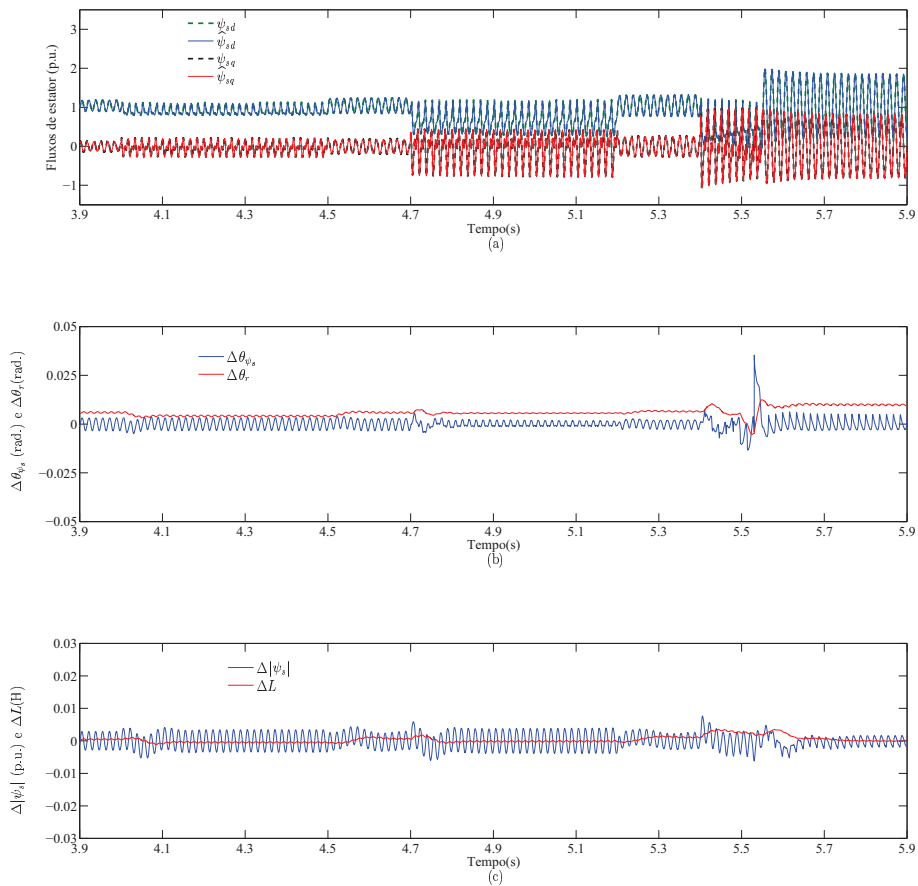 3
2
1
0
−1
Fluxos de estator (p.u.)
ψsd
ψ̂sd
ψsq
ψ̂sq
3.9 4.1 4.3 4.5 4.7 4.9 5.1 5.3 5.5 5.7 5.9
Tempo(s)
(a)
0.05
0.025
0
−0.025
−0.05
Δθψs (rad.) e Δθr(rad.)
Δθψs
Δθr
3.9 4.1 4.3 4.5 4.7 4.9 5.1 5.3 5.5 5.7 5.9
Tempo(s)
(b)
0.03
0.02
0.01
0
−0.01
−0.02
−0.03
Δ|ψs| (p.u.) e ΔL(H)
Δ|ψs|
ΔL
3.9 4.1 4.3 4.5 4.7 4.9 5.1 5.3 5.5 5.7 5.9
Tempo(s)
(c)